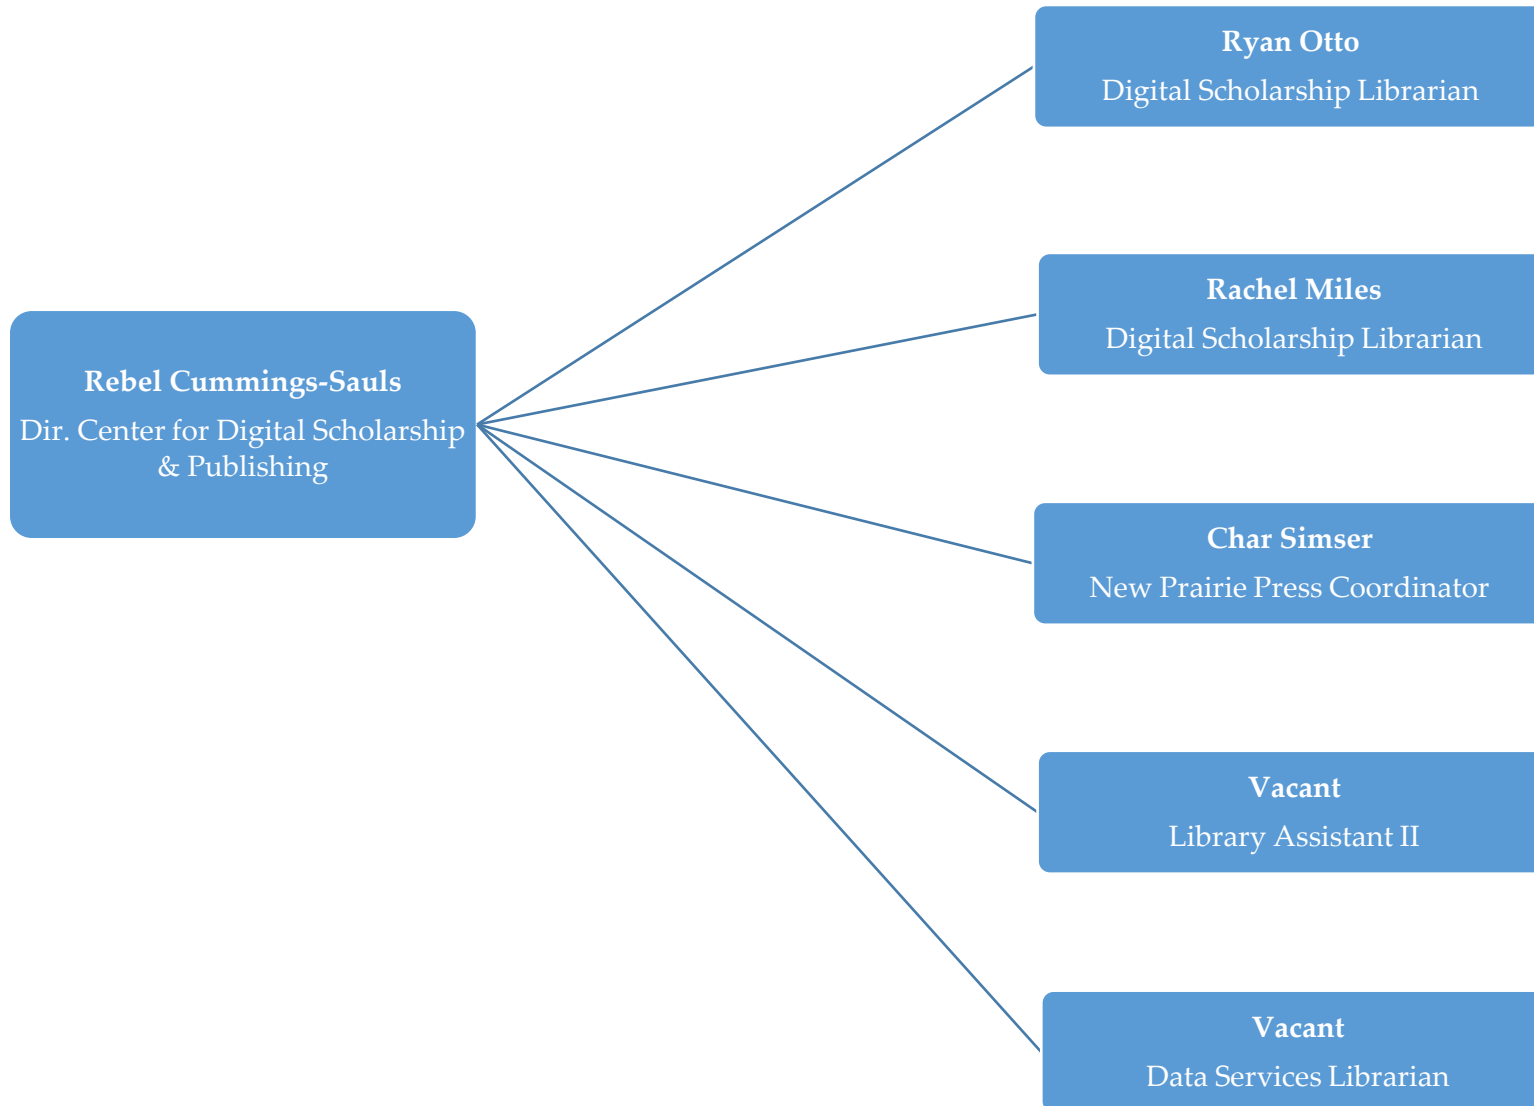 Ryan Otto
Digital Scholarship Librarian
Rachel Miles
Digital Scholarship Librarian
Rebel Cummings-Sauls
Dir. Center for Digital Scholarship
& Publishing
Char Simser
New Prairie Press Coordinator
Vacant
Library Assistant II
Vacant
Data Services Librarian